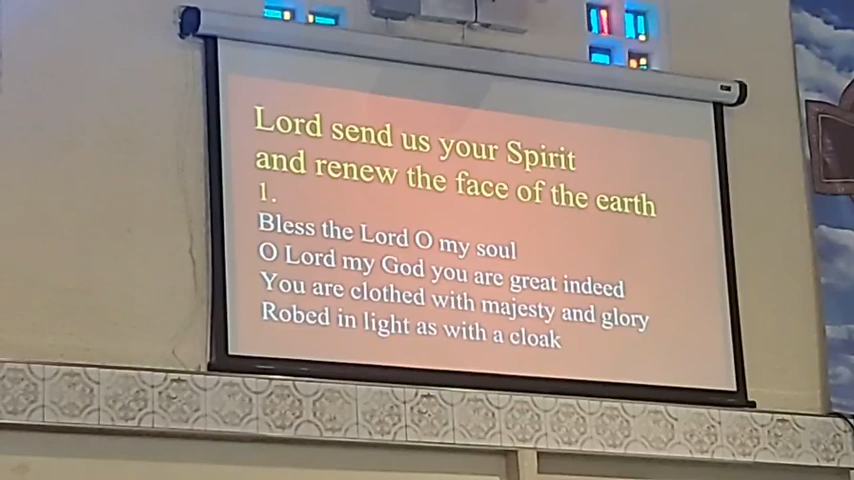 Lord send us your Spirit
and renew the face of the earth
1.
Bless the Lord O my soul
O Lord my God you are great indeed
You are clothed with majesty and glory
Robed in light as with a cloak